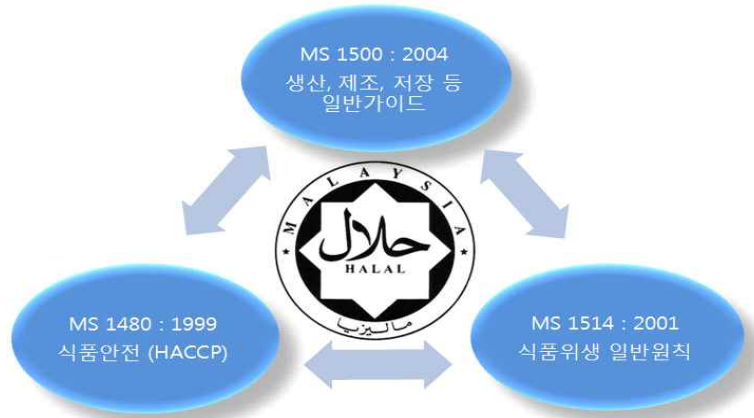 MS 1500 : 2004
생산, 제조, 저장 등
일반가이드
MALAYSIA
حلال
HALAL
ماليزيا
MS 1480 : 1999
식품안전 (HACCP)
MS 1514 : 2001
식품위생 일반원칙